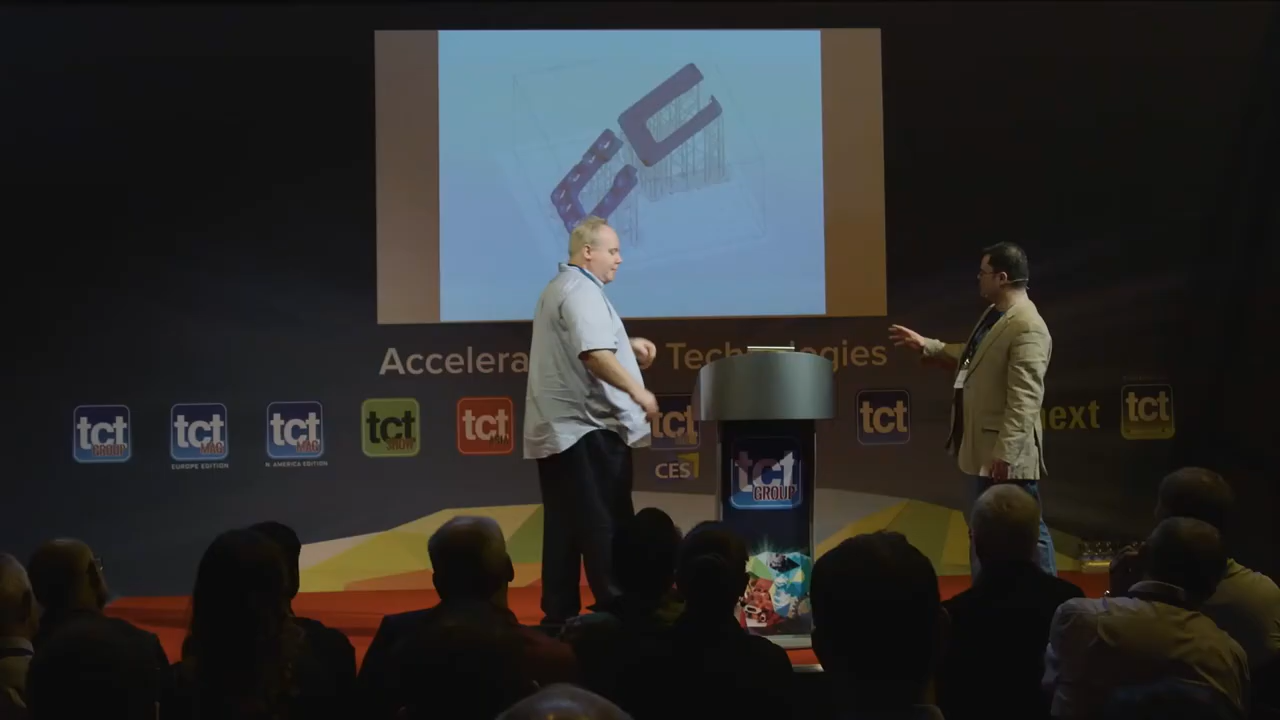 Accelera
Technologies
tct
GROUP
tct
MAG
EUROPE EDITION
tct
MAG
N.AMERICA EDITION
tct
SHOW
tct
tct
CES
tct
GROUP
tct
next
tct